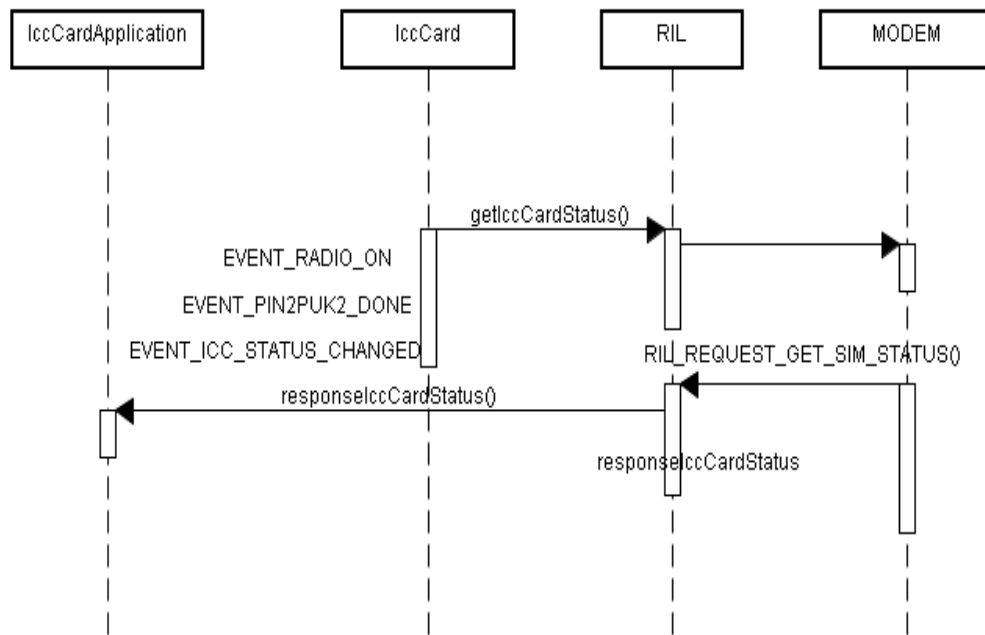 IccCardApplication
IccCard
RIL
MODEM
getIccCardStatus()
EVENT_RADIO_ON
EVENT_PIN2PUK2_DONE
EVENT_ICC_STATUS_CHANGED
RIL_REQUEST_GET_SIM_STATUS()
responseIccCardStatus()
responseIccCardStatus